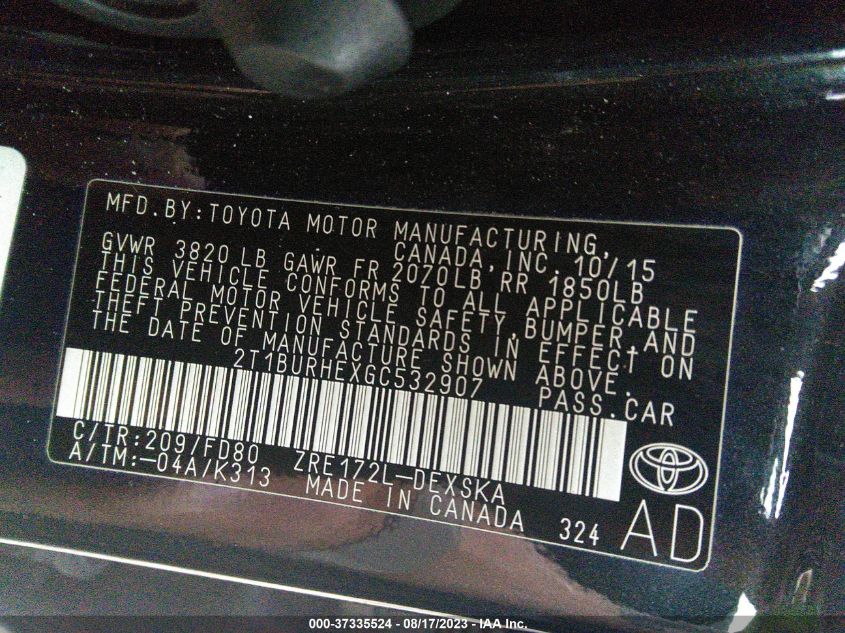 MFD.BY:TOYOTA MOTOR MANUFACTURING,
CANADA, INC. 10/15
GVWR 3820 LB GAWR FR 2070LB RR 1850LB
THIS VEHICLE CONFORMS TO ALL APPLICABLE
FEDERAL MOTOR VEHICLE SAFETY, BUMPER, AND
THEFT PREVENTION STANDARDS IN EFFECT ON
THE DATE OF MANUFACTURE SHOWN ABOVE.
2T1BURHEXGC532907 PASS.CAR
C/TR:209/FD80 ZRE172L-DEXSKA
A/TM:-04A/K313 MADE IN CANADA 324 AD
000-37335524 - 08/17/2023 - IAA Inc.